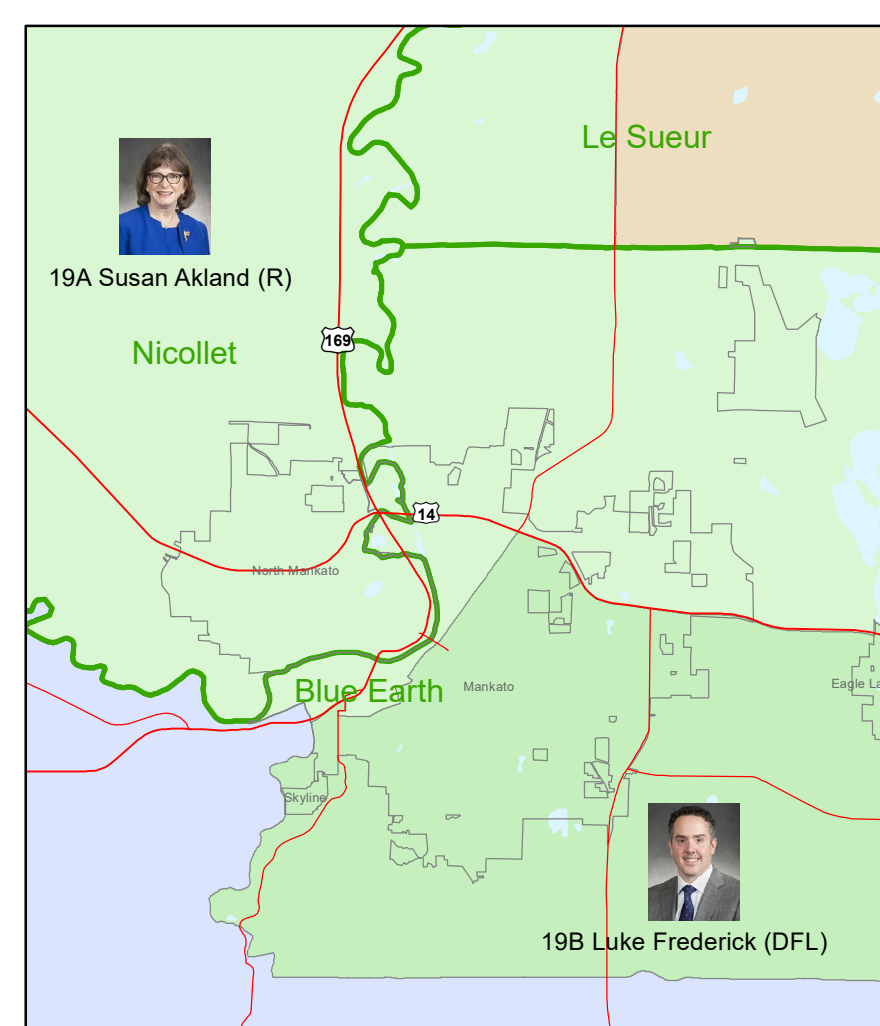 Le Sueur
19A Susan Akland (R)
169
Nicollet
14
North Mankato
Blue Earth
Mankato
Eagle La
Skyline
19B Luke Frederick (DFL)